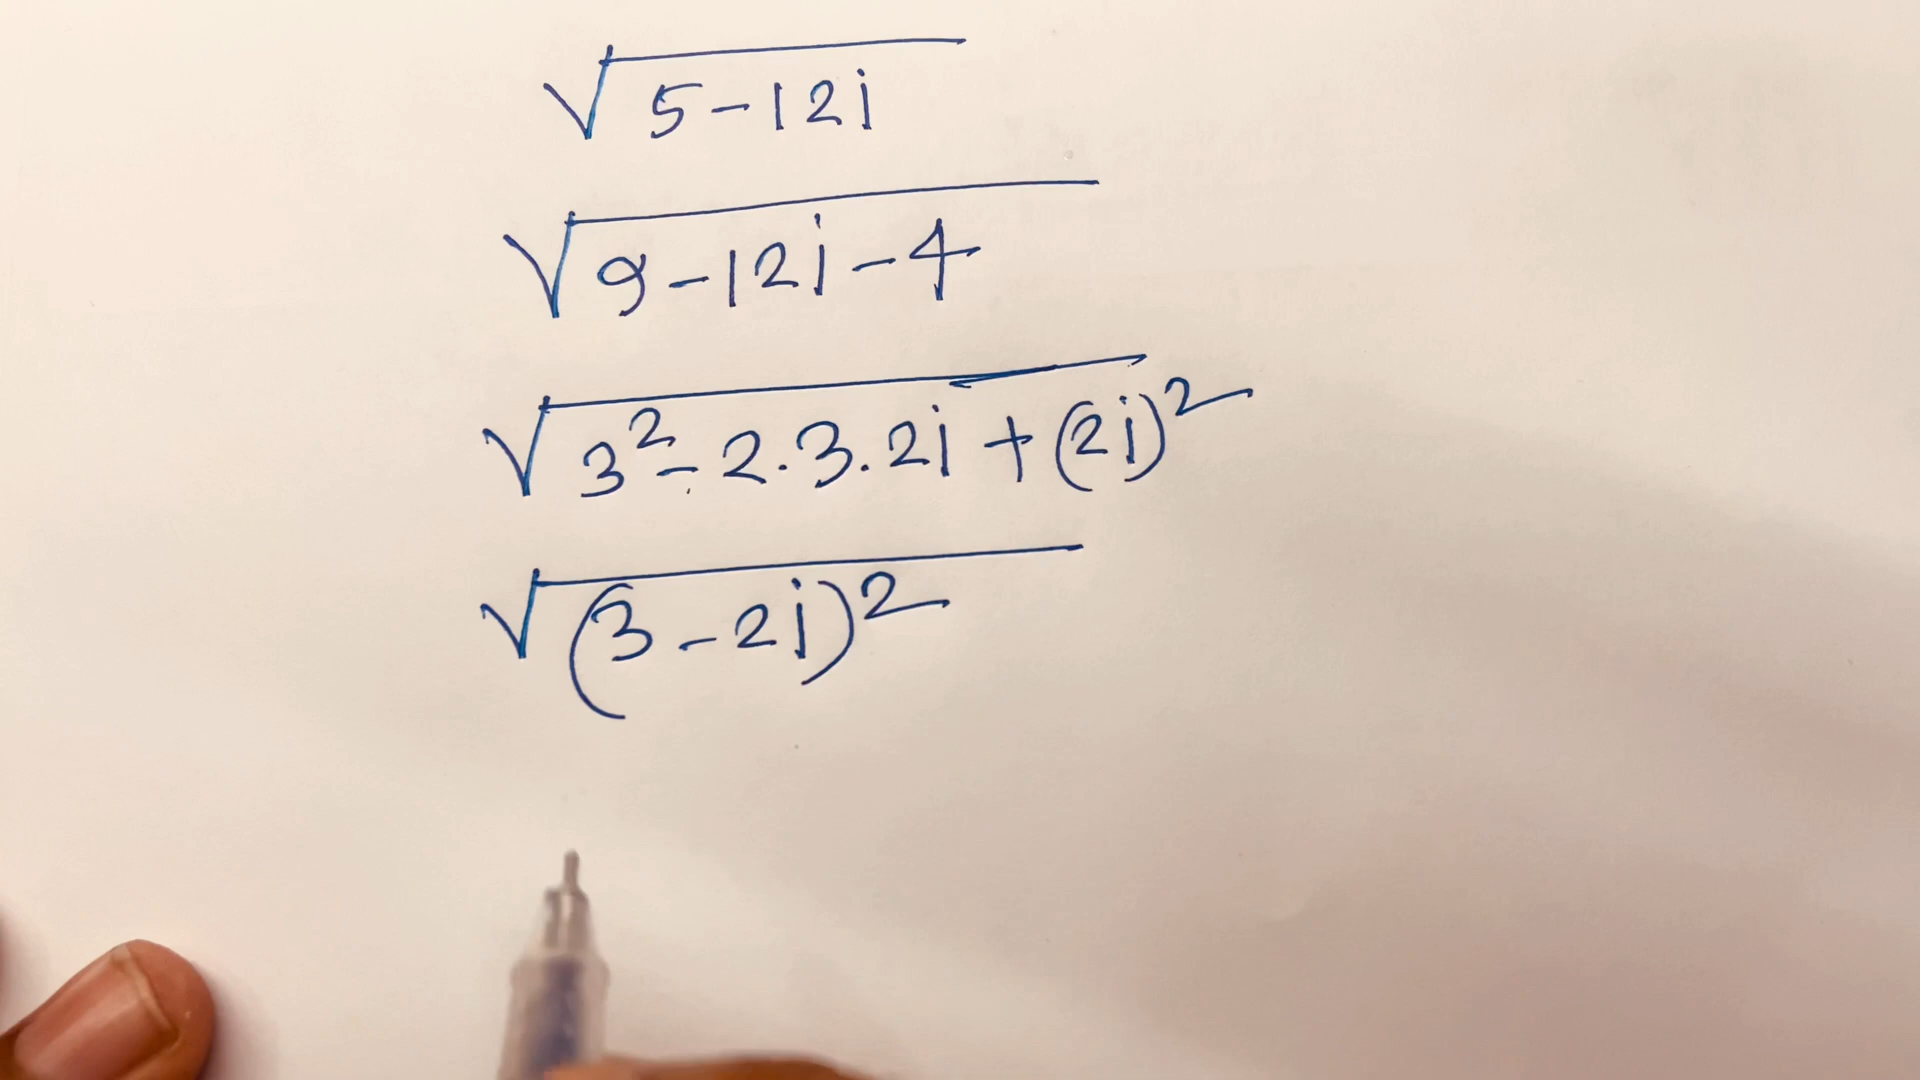 √5-12i
√9-12i-4
√3²-2.3.2i+(2i)²
√(3-2i)²